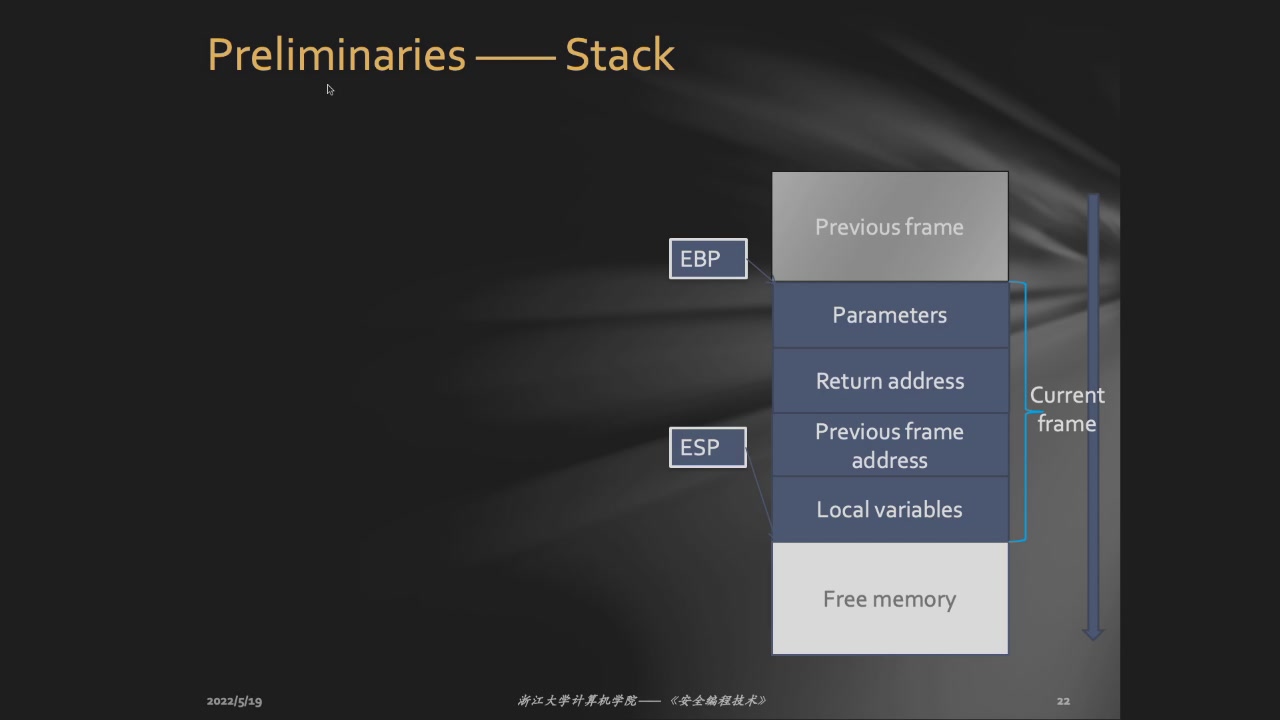 Preliminaries —— Stack
Previous frame
EBP
Parameters
Return address
Current
frame
Previous frame
address
ESP
Local variables
Free memory
2022/5/19
浙江大学计算机学院——《安全编程技术》
22